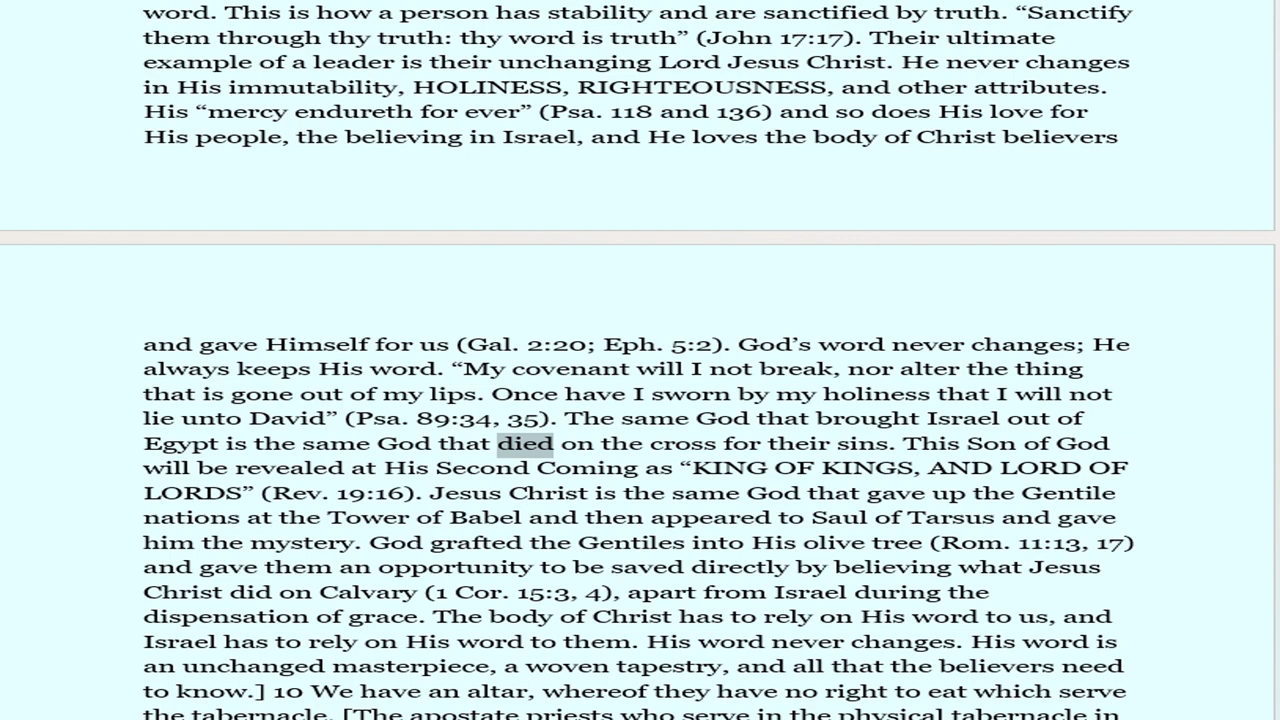 word. This is how a person has stability and are sanctified by truth. “Sanctify
them through thy truth: thy word is truth” (John 17:17). Their ultimate
example of a leader is their unchanging Lord Jesus Christ. He never changes
in His immutability, HOLINESS, RIGHTEOUSNESS, and other attributes.
His “mercy endureth for ever” (Psa. 118 and 136) and so does His love for
His people, the believing in Israel, and He loves the body of Christ believers
and gave Himself for us (Gal. 2:20; Eph. 5:2). God’s word never changes; He
always keeps His word. “My covenant will I not break, nor alter the thing
that is gone out of my lips. Once have I sworn by my holiness that I will not
lie unto David” (Psa. 89:34, 35). The same God that brought Israel out of
Egypt is the same God that died on the cross for their sins. This Son of God
will be revealed at His Second Coming as “KING OF KINGS, AND LORD OF
LORDS” (Rev. 19:16). Jesus Christ is the same God that gave up the Gentile
nations at the Tower of Babel and then appeared to Saul of Tarsus and gave
him the mystery. God grafted the Gentiles into His olive tree (Rom. 11:13, 17)
and gave them an opportunity to be saved directly by believing what Jesus
Christ did on Calvary (1 Cor. 15:3, 4), apart from Israel during the
dispensation of grace. The body of Christ has to rely on His word to us, and
Israel has to rely on His word to them. His word never changes. His word is
an unchanged masterpiece, a woven tapestry, and all that the believers need
to know.] 10 We have an altar, whereof they have no right to eat which serve
the tabernacle. [The apostate priests who serve in the physical tabernacle in